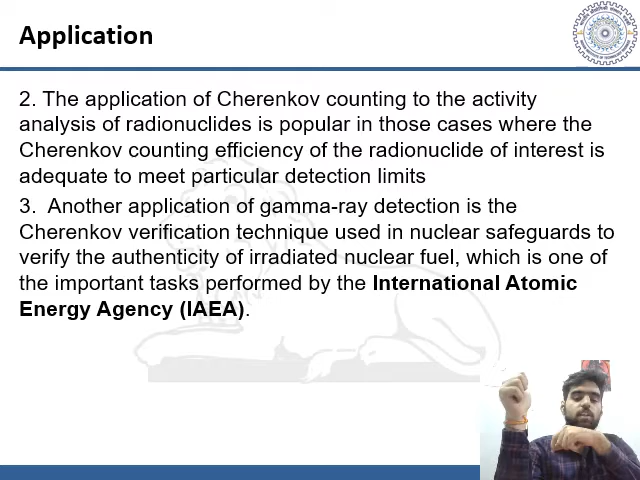 Application
2. The application of Cherenkov counting to the activity
analysis of radionuclides is popular in those cases where the
Cherenkov counting efficiency of the radionuclide of interest is
adequate to meet particular detection limits
3.  Another application of gamma-ray detection is the
Cherenkov verification technique used in nuclear safeguards to
verify the authenticity of irradiated nuclear fuel, which is one of
the important tasks performed by the International Atomic
Energy Agency (IAEA).